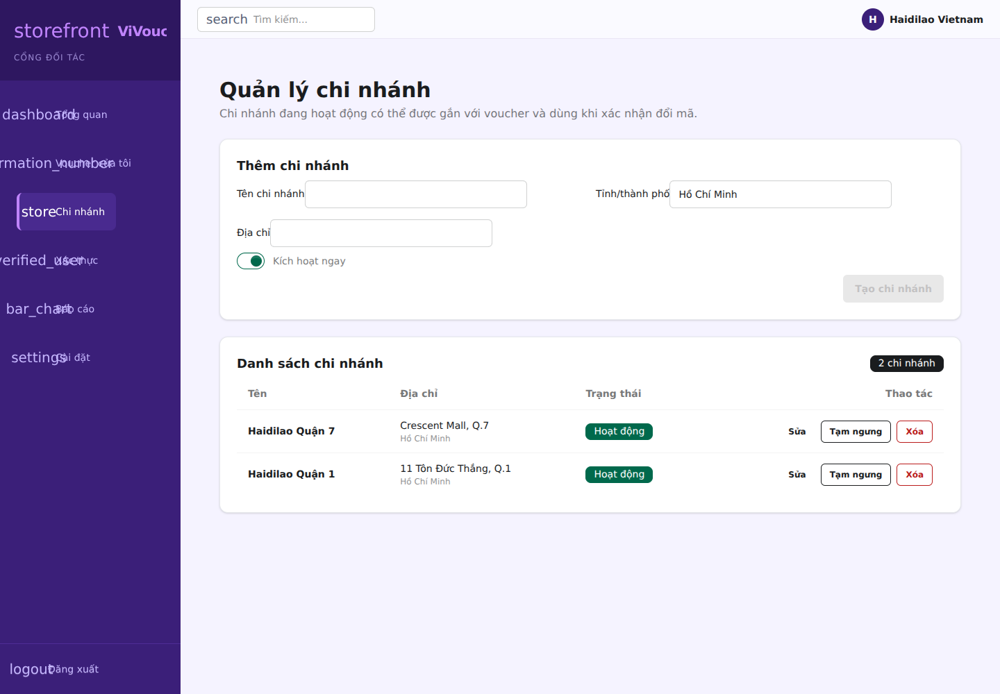 storefront ViVouc
CỔNG ĐỐI TÁC
dashboard Tổng quan
rmation_number Voucher của tôi
store Chi nhánh
verified_user Xác thực
bar_chart Báo cáo
settings Cài đặt
logout Đăng xuất
search Tìm kiếm...
H Haidilao Vietnam
Quản lý chi nhánh
Chi nhánh đang hoạt động có thể được gắn với voucher và dùng khi xác nhận đổi mã.
Thêm chi nhánh
Tên chi nhánh
Tỉnh/thành phố Hồ Chí Minh
Địa chỉ
Kích hoạt ngay
Tạo chi nhánh
Danh sách chi nhánh
2 chi nhánh
Tên Địa chỉ Trạng thái Thao tác
Haidilao Quận 7 Crescent Mall, Q.7 Hoạt động Sửa Tạm ngưng Xóa
Hồ Chí Minh
Haidilao Quận 1 11 Tôn Đức Thắng, Q.1 Hoạt động Sửa Tạm ngưng Xóa
Hồ Chí Minh